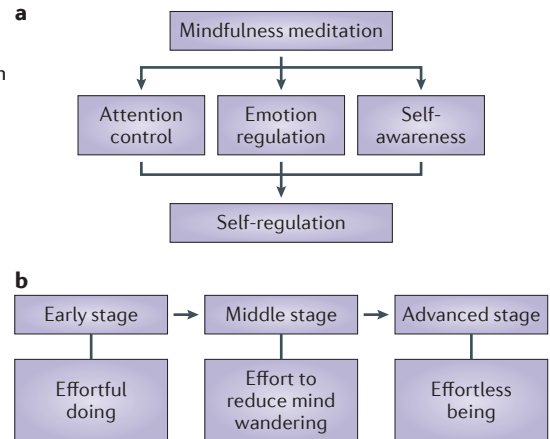 a
Mindfulness meditation
Attention
control
Emotion
regulation
Self-
awareness
Self-regulation
b
Early stage
Middle stage
Advanced stage
Effortful
doing
Effort to
reduce mind
wandering
Effortless
being